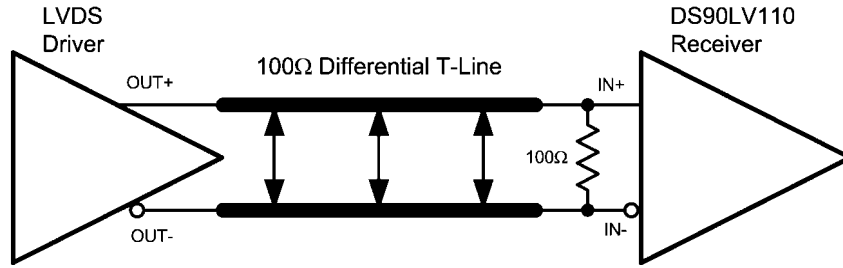 LVDS
Driver
DS90LV110
Receiver
100Ω Differential T-Line
OUT+
IN+
100Ω
OUT-
IN-